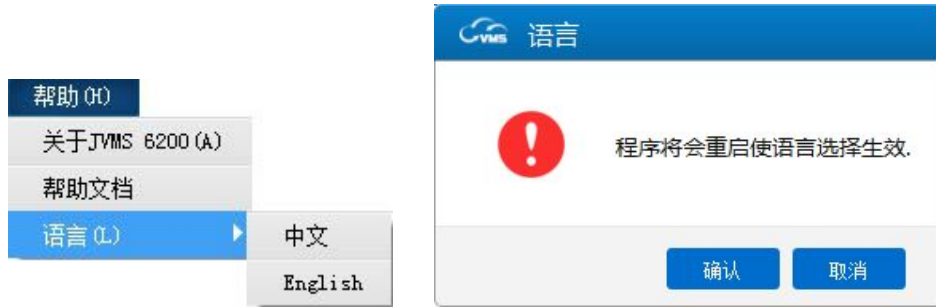 帮助(H)
关于JVMS 6200(A)
帮助文档
语言(L)
中文
English
CVMS 语言
程序将会重启使语言选择生效.
确认 取消